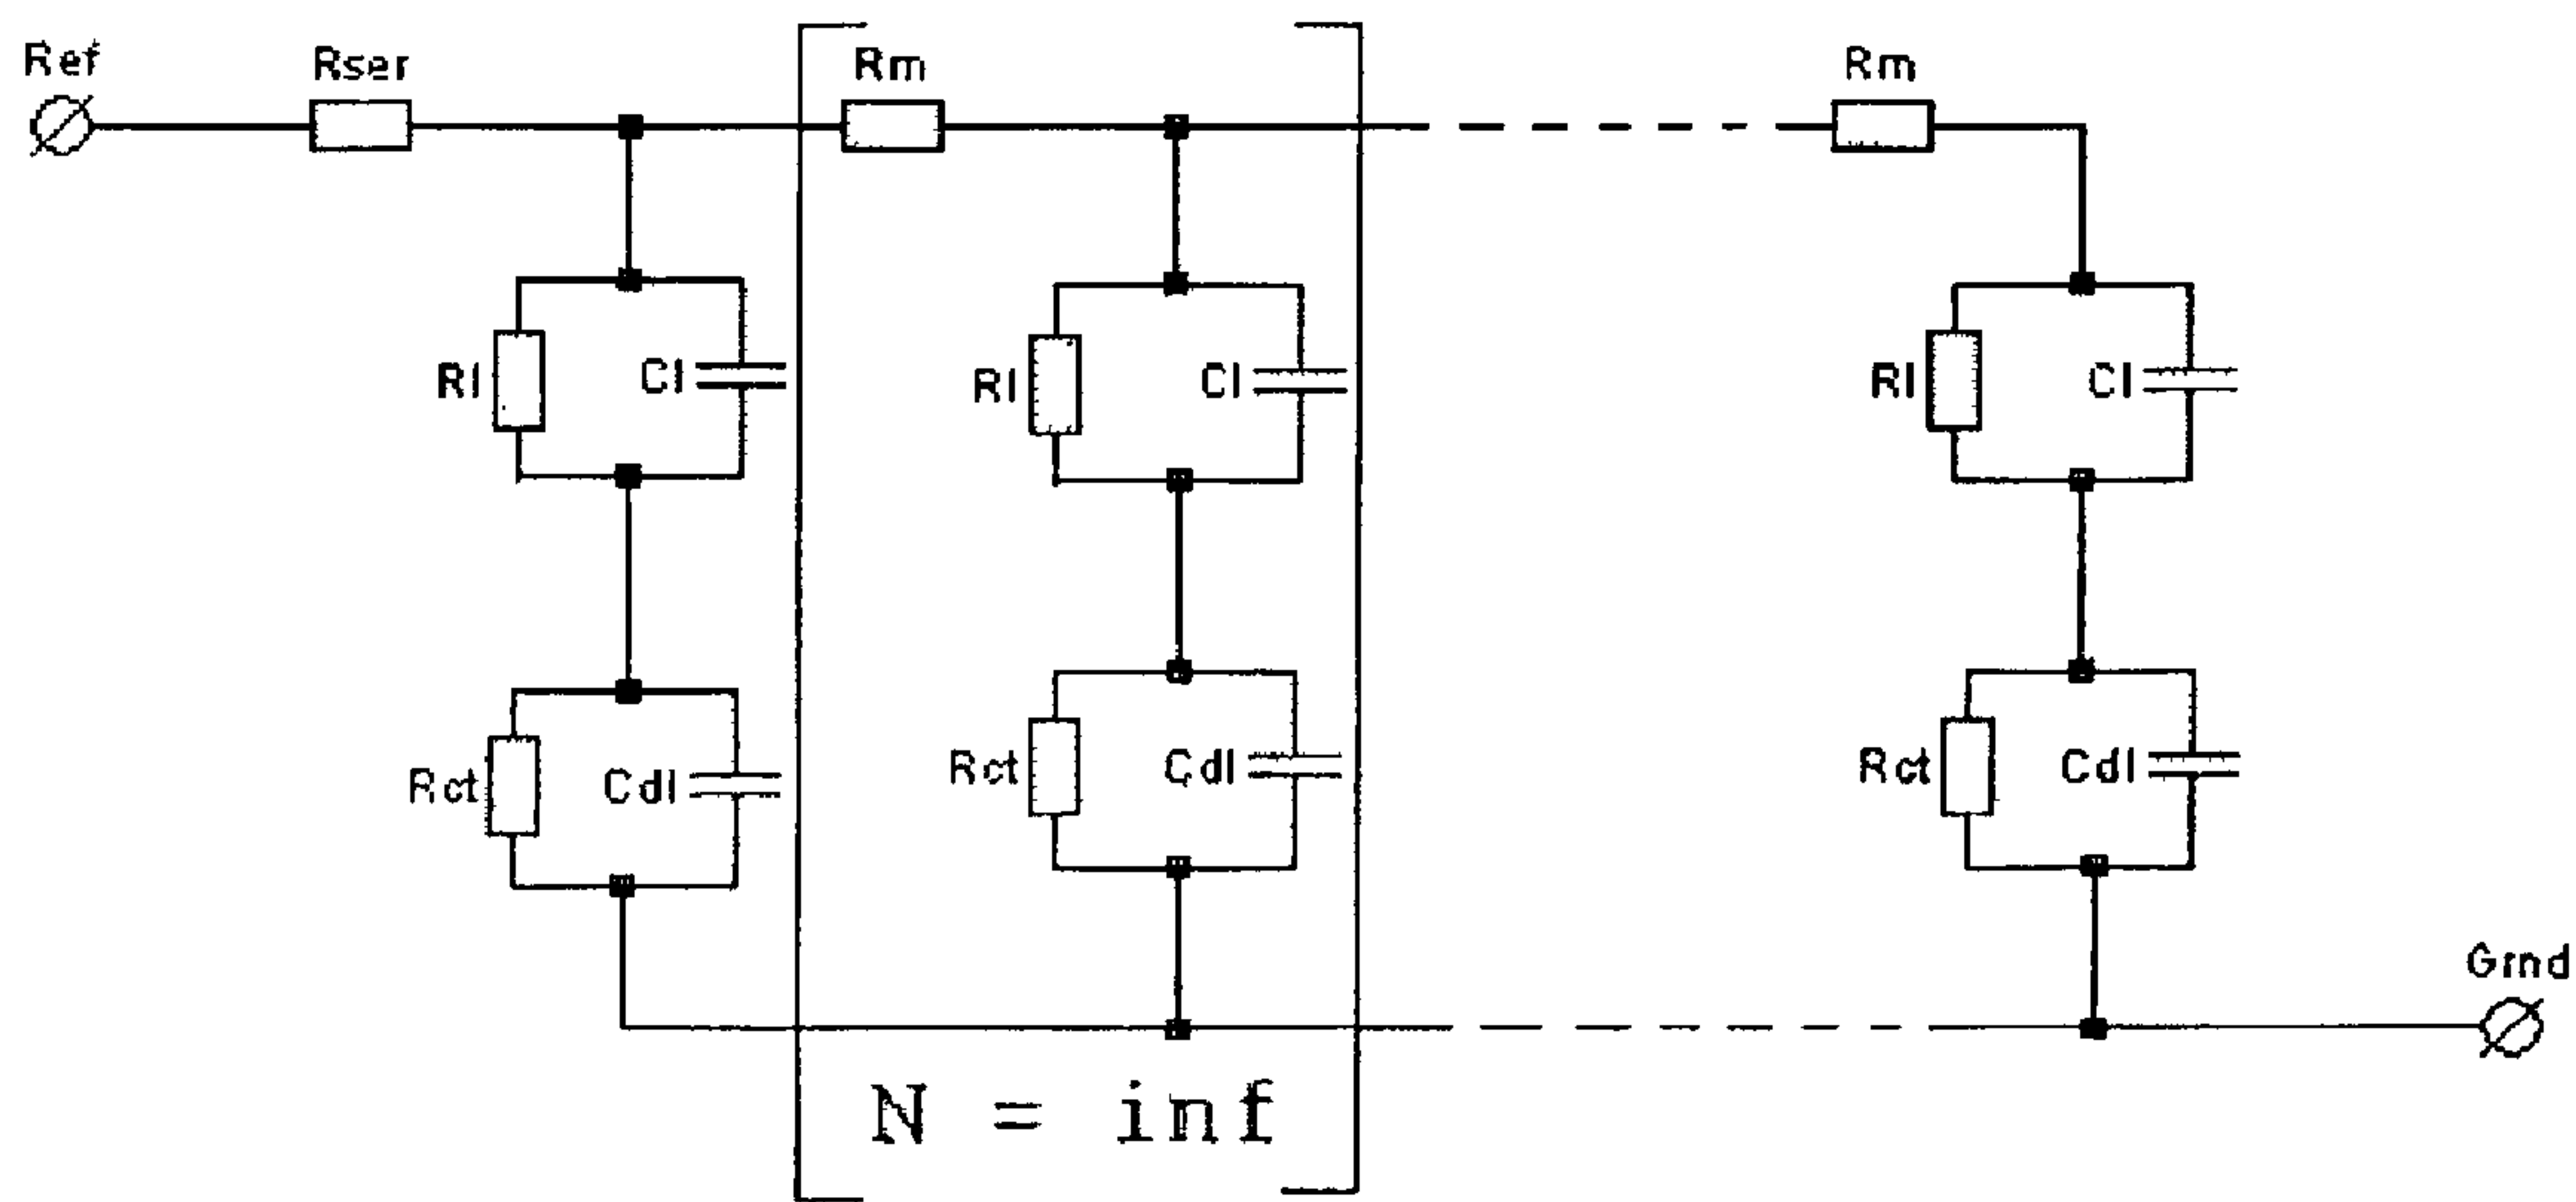 Ref
Rser
Rm
Rm
Rl
Cl
Rl
Cl
Rl
Cl
Rct
Cdl
Rct
Cdl
Rct
Cdl
Grnd
N = inf